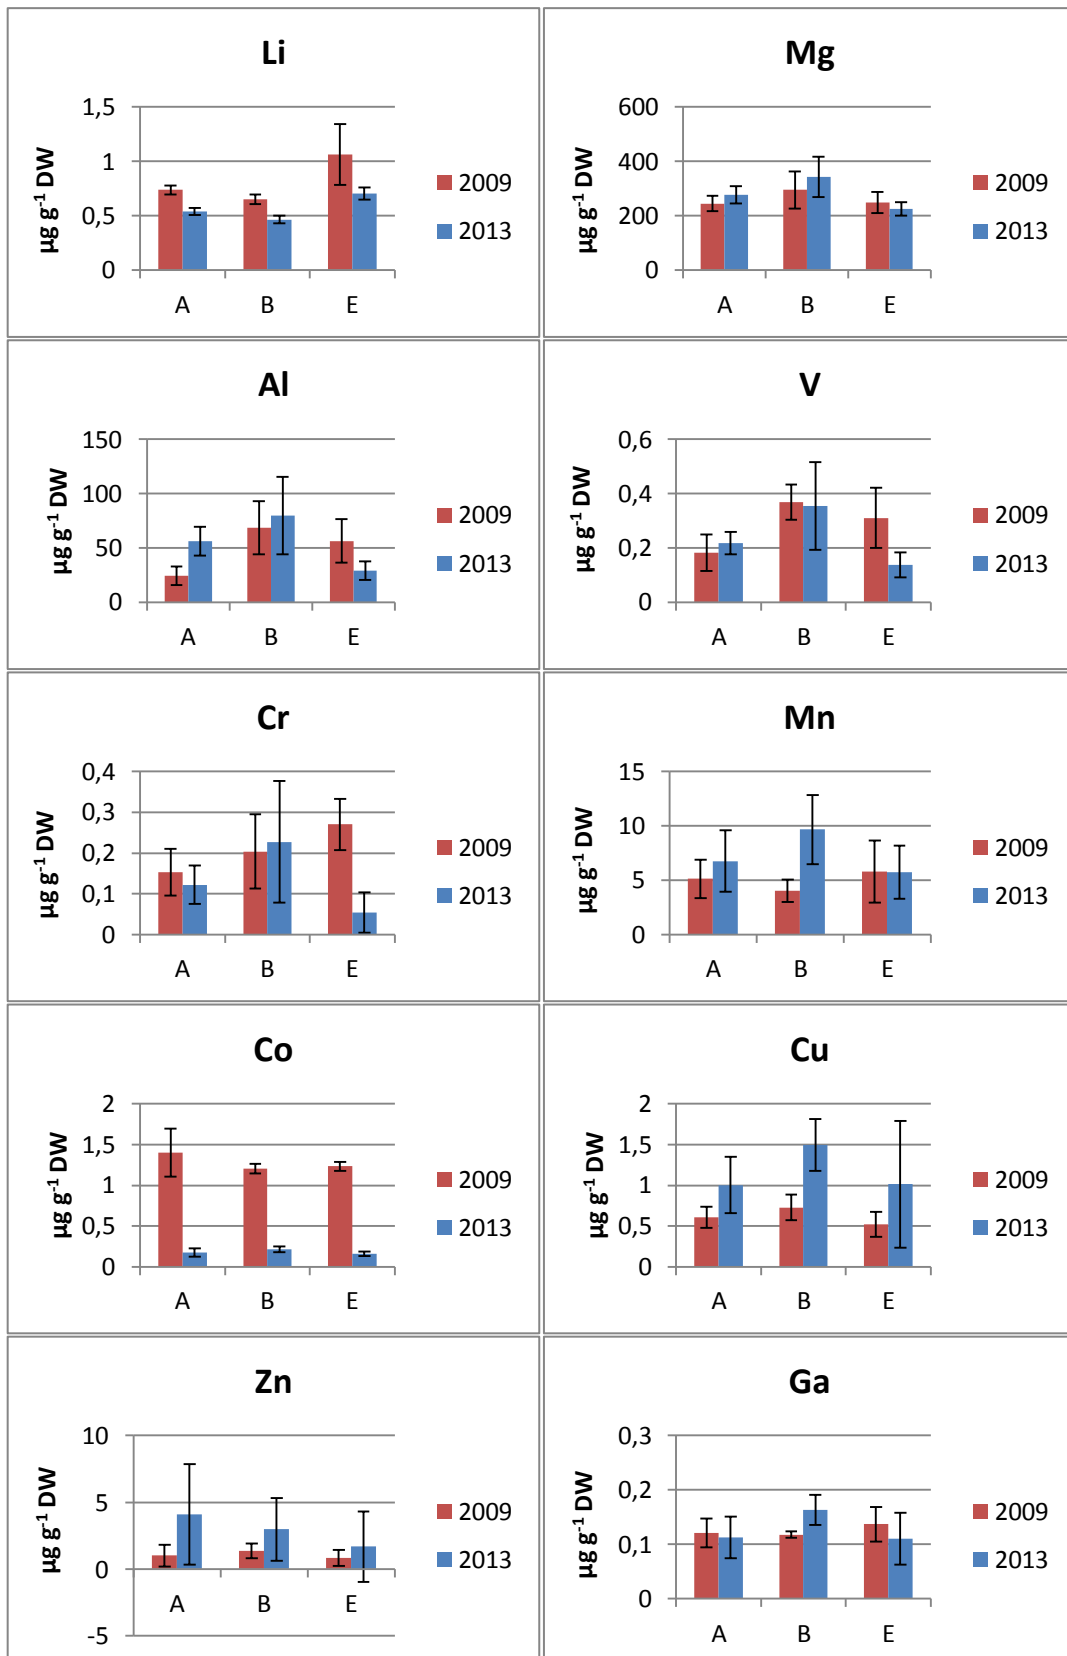 Li
1,5
1
0,5
0
µg g-1 DW
A B E
2009
2013
Mg
600
400
200
0
µg g-1 DW
A B E
2009
2013
Al
150
100
50
0
µg g-1 DW
A B E
2009
2013
V
0,6
0,4
0,2
0
µg g-1 DW
A B E
2009
2013
Cr
0,4
0,3
0,2
0,1
0
µg g-1 DW
A B E
2009
2013
Mn
15
10
5
0
µg g-1 DW
A B E
2009
2013
Co
2
1,5
1
0,5
0
µg g-1 DW
A B E
2009
2013
Cu
2
1,5
1
0,5
0
µg g-1 DW
A B E
2009
2013
Zn
10
5
0
-5
µg g-1 DW
A B E
2009
2013
Ga
0,3
0,2
0,1
0
µg g-1 DW
A B E
2009
2013